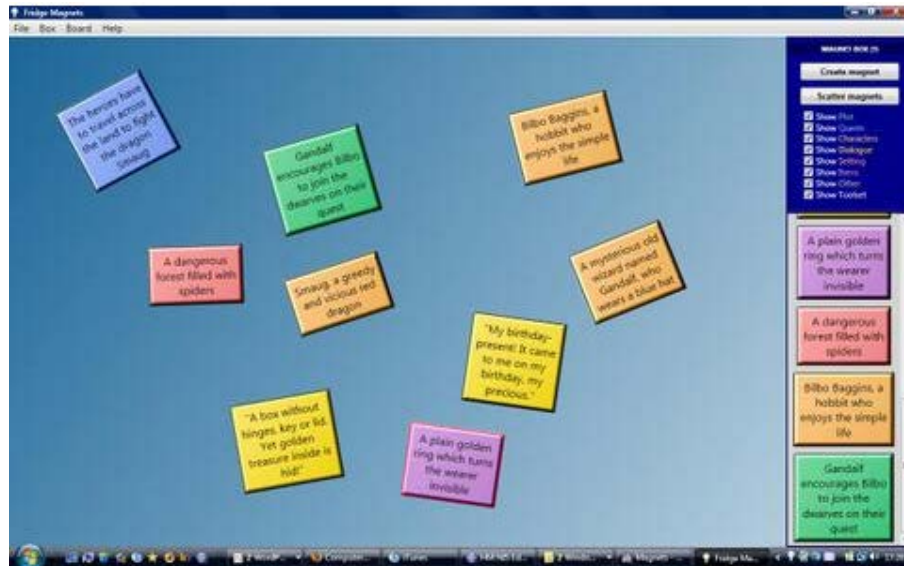 Fridge Magnets
File Box Board Help
The heroes have
to travel across
the land to fight
the dragon
Smaug
Gandalf
encourages Bilbo
to join the
dwarves on their
quest
Bilbo Baggins, a
hobbit who
enjoys the simple
life
A dangerous
forest filled with
spiders
Smaug, a greedy
and vicious red
dragon
A mysterious old
wizard named
Gandalf, who
wears a blue hat
"My birthday-
present! It came
to me on my
birthday, my
precious."
"A box without
hinges, key or lid.
Yet golden
treasure inside is
hid!"
A plain golden
ring which turns
the wearer
invisible
MAGNET BOX
Create magnet
Scatter magnets
Show Plot
Show Quests
Show Characters
Show Dialogue
Show Setting
Show Items
Show Other
Show Toolset
A plain golden
ring which turns
the wearer
invisible
A dangerous
forest filled with
spiders
Bilbo Baggins, a
hobbit who
enjoys the simple
life
Gandalf
encourages Bilbo
to join the
dwarves on their
quest
iTunes
Fridge Ma...